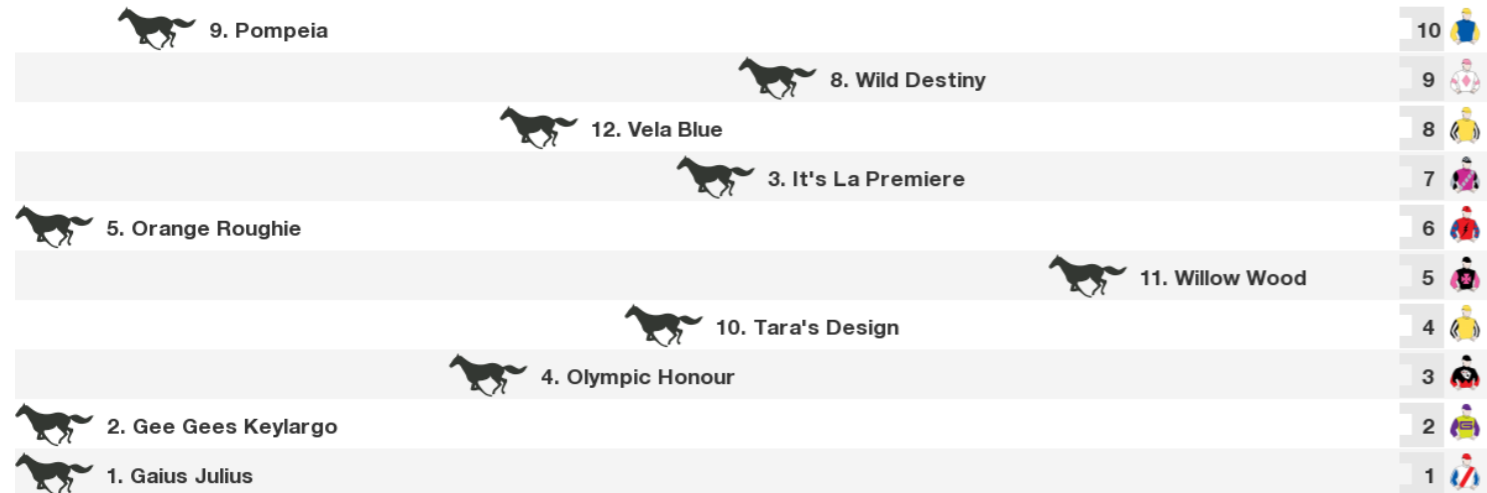 9. Pompeia 10
8. Wild Destiny 9
12. Vela Blue 8
3. It's La Premiere 7
5. Orange Roughie 6
11. Willow Wood 5
10. Tara's Design 4
4. Olympic Honour 3
2. Gee Gees Keylargo 2
1. Gaius Julius 1